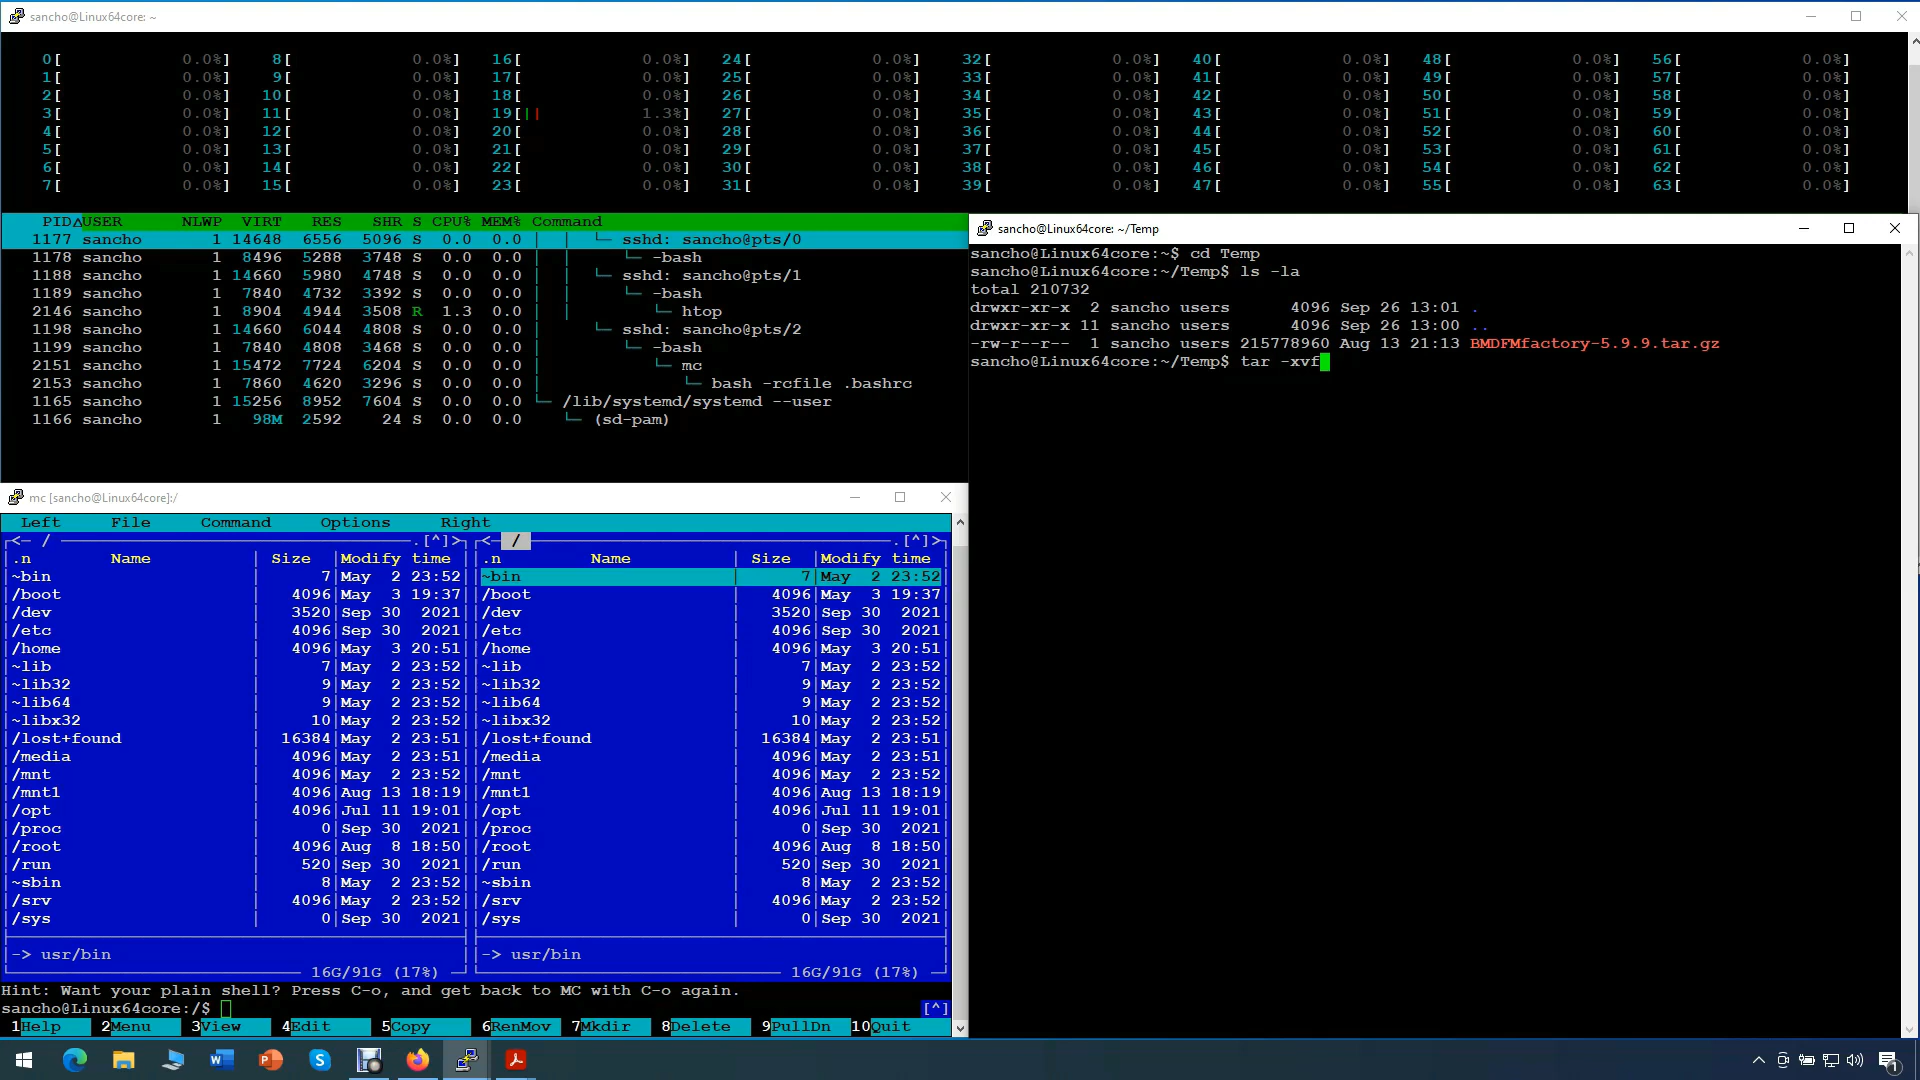 sancho@Linux64core: ~
0[ 0.0%] 8[ 0.0%] 16[ 0.0%] 24[ 0.0%] 32[ 0.0%] 40[ 0.0%] 48[ 0.0%] 56[ 0.0%]
1[ 0.0%] 9[ 0.0%] 17[ 0.0%] 25[ 0.0%] 33[ 0.0%] 41[ 0.0%] 49[ 0.0%] 57[ 0.0%]
2[ 0.0%] 10[ 0.0%] 18[ 0.0%] 26[ 0.0%] 34[ 0.0%] 42[ 0.0%] 50[ 0.0%] 58[ 0.0%]
3[ 0.0%] 11[ 0.0%] 19[|| 1.3%] 27[ 0.0%] 35[ 0.0%] 43[ 0.0%] 51[ 0.0%] 59[ 0.0%]
4[ 0.0%] 12[ 0.0%] 20[ 0.0%] 28[ 0.0%] 36[ 0.0%] 44[ 0.0%] 52[ 0.0%] 60[ 0.0%]
5[ 0.0%] 13[ 0.0%] 21[ 0.0%] 29[ 0.0%] 37[ 0.0%] 45[ 0.0%] 53[ 0.0%] 61[ 0.0%]
6[ 0.0%] 14[ 0.0%] 22[ 0.0%] 30[ 0.0%] 38[ 0.0%] 46[ 0.0%] 54[ 0.0%] 62[ 0.0%]
7[ 0.0%] 15[ 0.0%] 23[ 0.0%] 31[ 0.0%] 39[ 0.0%] 47[ 0.0%] 55[ 0.0%] 63[ 0.0%]
PID△USER NLWP VIRT RES SHR S CPU% MEM% Command
1177 sancho 1 14648 6556 5096 S 0.0 0.0 │ │ └─ sshd: sancho@pts/0
1178 sancho 1 8496 5288 3748 S 0.0 0.0 │ │ └─ -bash
1188 sancho 1 14660 5980 4748 S 0.0 0.0 │ └─ sshd: sancho@pts/1
1189 sancho 1 7840 4732 3392 S 0.0 0.0 │ │ └─ -bash
2146 sancho 1 8904 4944 3508 R 1.3 0.0 │ │ └─ htop
1198 sancho 1 14660 6044 4808 S 0.0 0.0 │ └─ sshd: sancho@pts/2
1199 sancho 1 7840 4808 3468 S 0.0 0.0 │ └─ -bash
2151 sancho 1 15472 7724 6204 S 0.0 0.0 │ └─ mc
2153 sancho 1 7860 4620 3296 S 0.0 0.0 │ └─ bash -rcfile .bashrc
1165 sancho 1 15256 8952 7604 S 0.0 0.0 └─ /lib/systemd/systemd --user
1166 sancho 1 98M 2592 24 S 0.0 0.0 └─ (sd-pam)
sancho@Linux64core: ~/Temp
sancho@Linux64core:~$ cd Temp
sancho@Linux64core:~/Temp$ ls -la
total 210732
drwxr-xr-x 2 sancho users 4096 Sep 26 13:01 .
drwxr-xr-x 11 sancho users 4096 Sep 26 13:00 ..
-rw-r--r-- 1 sancho users 215778960 Aug 13 21:13 BMDFMfactory-5.9.9.tar.gz
sancho@Linux64core:~/Temp$ tar -xvf
mc [sancho@Linux64core]:/
Left File Command Options Right
<─ / .[^]> <─ / .[^]>
.n Name Size Modify time .n Name Size Modify time
~bin 7 May 2 23:52 ~bin 7 May 2 23:52
/boot 4096 May 3 19:37 /boot 4096 May 3 19:37
/dev 3520 Sep 30 2021 /dev 3520 Sep 30 2021
/etc 4096 Sep 30 2021 /etc 4096 Sep 30 2021
/home 4096 May 3 20:51 /home 4096 May 3 20:51
~lib 7 May 2 23:52 ~lib 7 May 2 23:52
~lib32 9 May 2 23:52 ~lib32 9 May 2 23:52
~lib64 9 May 2 23:52 ~lib64 9 May 2 23:52
~libx32 10 May 2 23:52 ~libx32 10 May 2 23:52
/lost+found 16384 May 2 23:51 /lost+found 16384 May 2 23:51
/media 4096 May 2 23:51 /media 4096 May 2 23:51
/mnt 4096 May 2 23:52 /mnt 4096 May 2 23:52
/mnt1 4096 Aug 13 18:19 /mnt1 4096 Aug 13 18:19
/opt 4096 Jul 11 19:01 /opt 4096 Jul 11 19:01
/proc 0 Sep 30 2021 /proc 0 Sep 30 2021
/root 4096 Aug 8 18:50 /root 4096 Aug 8 18:50
/run 520 Sep 30 2021 /run 520 Sep 30 2021
~sbin 8 May 2 23:52 ~sbin 8 May 2 23:52
/srv 4096 May 2 23:52 /srv 4096 May 2 23:52
/sys 0 Sep 30 2021 /sys 0 Sep 30 2021
-> usr/bin -> usr/bin
16G/91G (17%) 16G/91G (17%)
Hint: Want your plain shell? Press C-o, and get back to MC with C-o again.
sancho@Linux64core:/$ [^]
1Help 2Menu 3View 4Edit 5Copy 6RenMov 7Mkdir 8Delete 9PullDn 10Quit
W P S 1